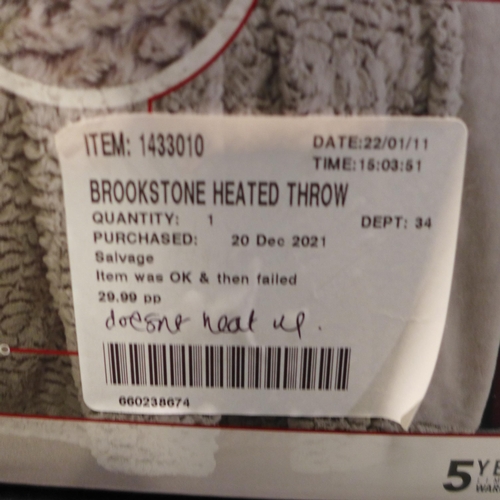 ITEM: 1433010
DATE:22/01/11
TIME:15:03:51
BROOKSTONE HEATED THROW
QUANTITY: 1
DEPT: 34
PURCHASED: 20 Dec 2021
Salvage
Item was OK & then failed
29.99 pp
doesnt heat up.
660238674
5 YE